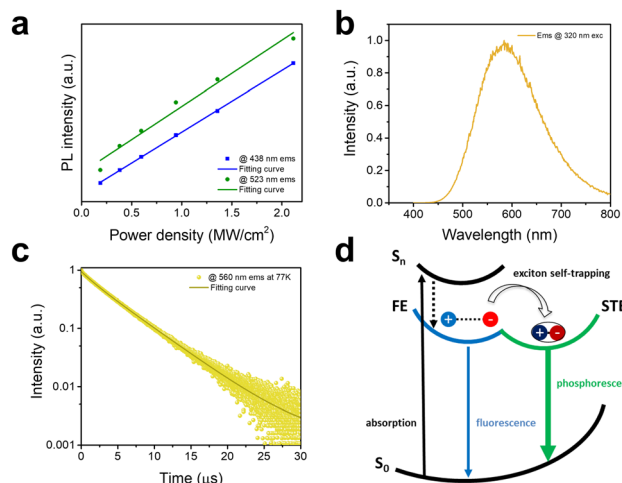 a
PL intensity (a.u.)
@ 438 nm ems
Fitting curve
@ 523 nm ems
Fitting curve
0.0 0.5 1.0 1.5 2.0
Power density (MW/cm²)
b
Intensity (a.u.)
1.0
0.8
0.6
0.4
0.2
0.0
Ems @ 320 nm exc
300 400 500 600 700 800
Wavelength (nm)
c
Intensity (a.u.)
1
0.1
0.01
0.001
@ 560 nm ems at 77K
Fitting curve
0 5 10 15 20 25 30
Time (μs)
d
Sn
exciton self-trapping
FE
STE
+ -
+ -
absorption
fluorescence
phosphoresce
S0